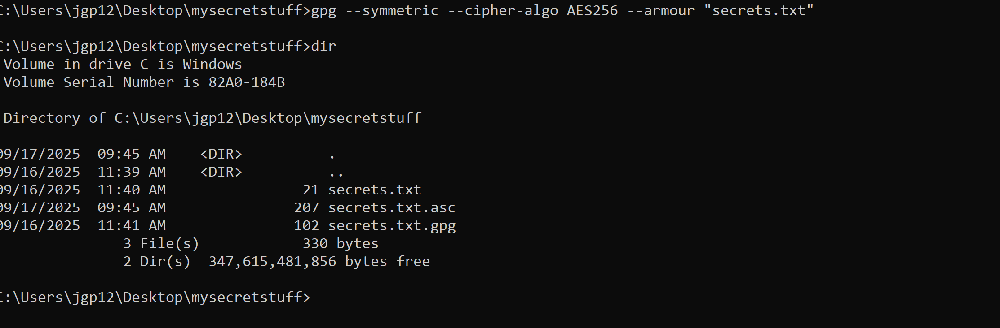 C:\Users\jgp12\Desktop\mysecretstuff>gpg --symmetric --cipher-algo AES256 --armour "secrets.txt"
C:\Users\jgp12\Desktop\mysecretstuff>dir
Volume in drive C is Windows
Volume Serial Number is 82A0-184B
Directory of C:\Users\jgp12\Desktop\mysecretstuff
09/17/2025  09:45 AM    <DIR>          .
09/16/2025  11:39 AM    <DIR>          ..
09/16/2025  11:40 AM                21 secrets.txt
09/17/2025  09:45 AM               207 secrets.txt.asc
09/16/2025  11:41 AM               102 secrets.txt.gpg
3 File(s)            330 bytes
2 Dir(s)  347,615,481,856 bytes free
C:\Users\jgp12\Desktop\mysecretstuff>